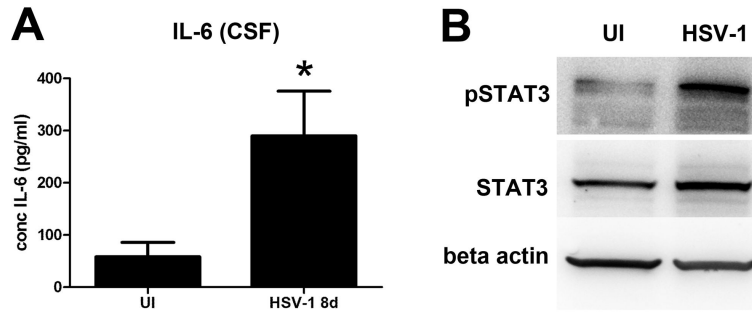 A
IL-6 (CSF)
conc IL-6 (pg/ml)
400
300
200
100
0
*
UI
HSV-1 8d
B
UI
HSV-1
pSTAT3
STAT3
beta actin